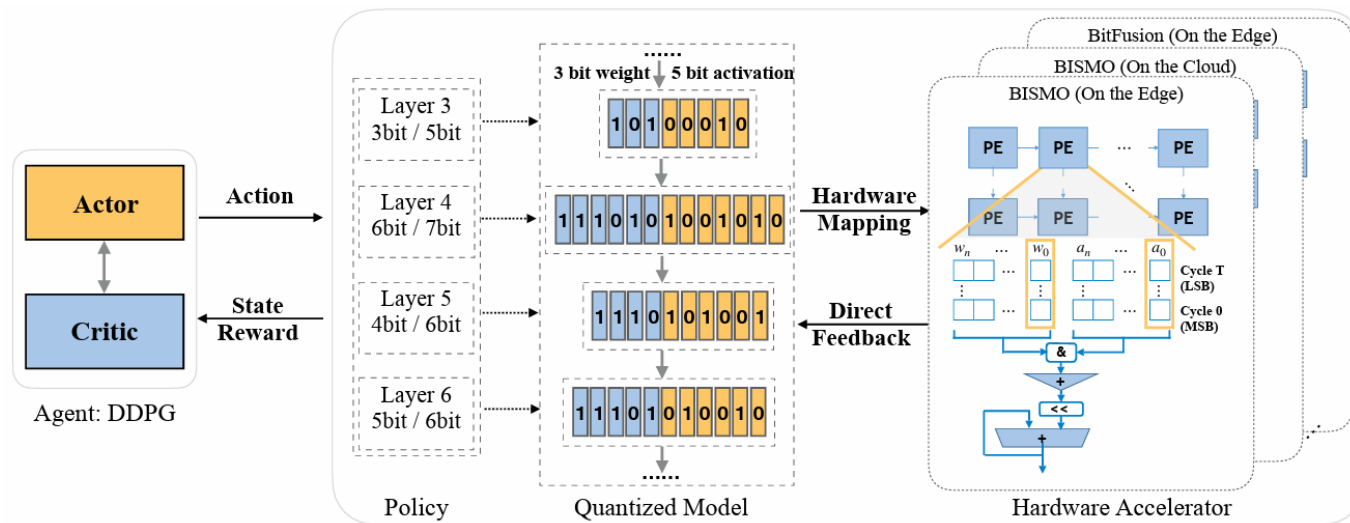 BitFusion (On the Edge)
BISMO (On the Cloud)
BISMO (On the Edge)
......
3 bit weight 5 bit activation
Layer 3
3bit / 5bit
1 0 1 0 0 0 1 0
Layer 4
6bit / 7bit
1 1 1 0 1 0 1 0 0 1 0 1 0
Layer 5
4bit / 6bit
1 1 1 0 1 0 1 0 0 1
Layer 6
5bit / 6bit
1 1 1 0 1 0 1 0 0 1 0
......
Actor
Critic
Agent: DDPG
Action
State
Reward
Hardware
Mapping
Direct
Feedback
PE PE ... PE
PE PE PE
wn ... w0 an ... a0
... ... Cycle T
(LSB)
... ... Cycle 0
(MSB)
&
+
<<
+
Policy
Quantized Model
Hardware Accelerator